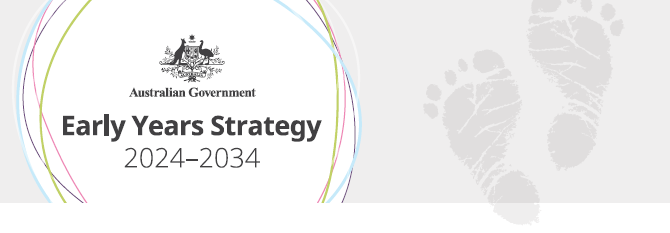 Australian Government
Early Years Strategy
2024–2034